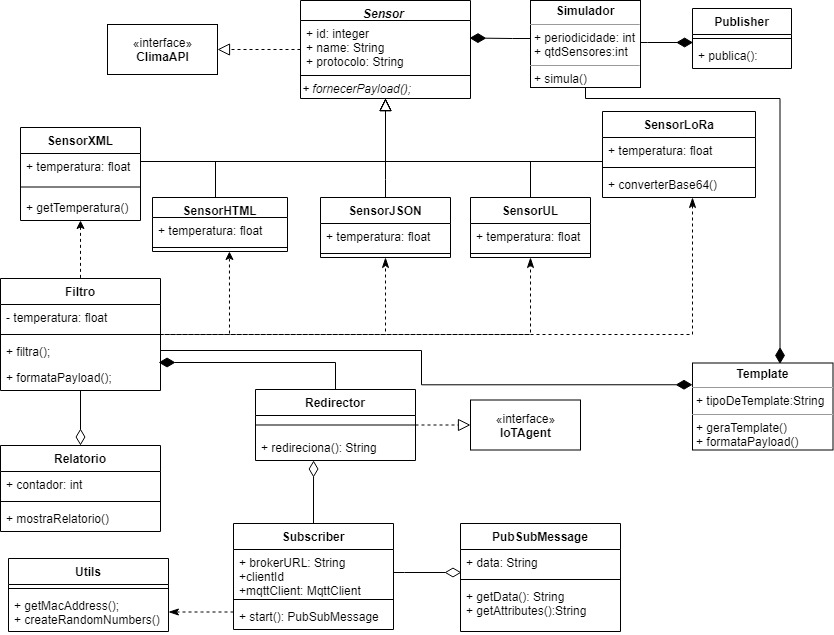 «interface»
ClimaAPI
Sensor
+ id: integer
+ name: String
+ protocolo: String
+ fornecerPayload();
Simulador
+ periodicidade: int
+ qtdSensores:int
+ simula()
Publisher
+ publica():
SensorXML
+ temperatura: float
+ getTemperatura()
SensorHTML
+ temperatura: float
SensorJSON
+ temperatura: float
SensorUL
+ temperatura: float
SensorLoRa
+ temperatura: float
+ converterBase64()
Filtro
- temperatura: float
+ filtra();
+ formataPayload();
Redirector
+ redireciona(): String
«interface»
IoTAgent
Template
+ tipoDeTemplate:String
+ geraTemplate()
+ formataPayload()
Relatorio
+ contador: int
+ mostraRelatorio()
Utils
+ getMacAddress();
+ createRandomNumbers()
Subscriber
+ brokerURL: String
+clientId
+mqttClient: MqttClient
+ start(): PubSubMessage
PubSubMessage
+ data: String
+ getData(): String
+ getAttributes():String